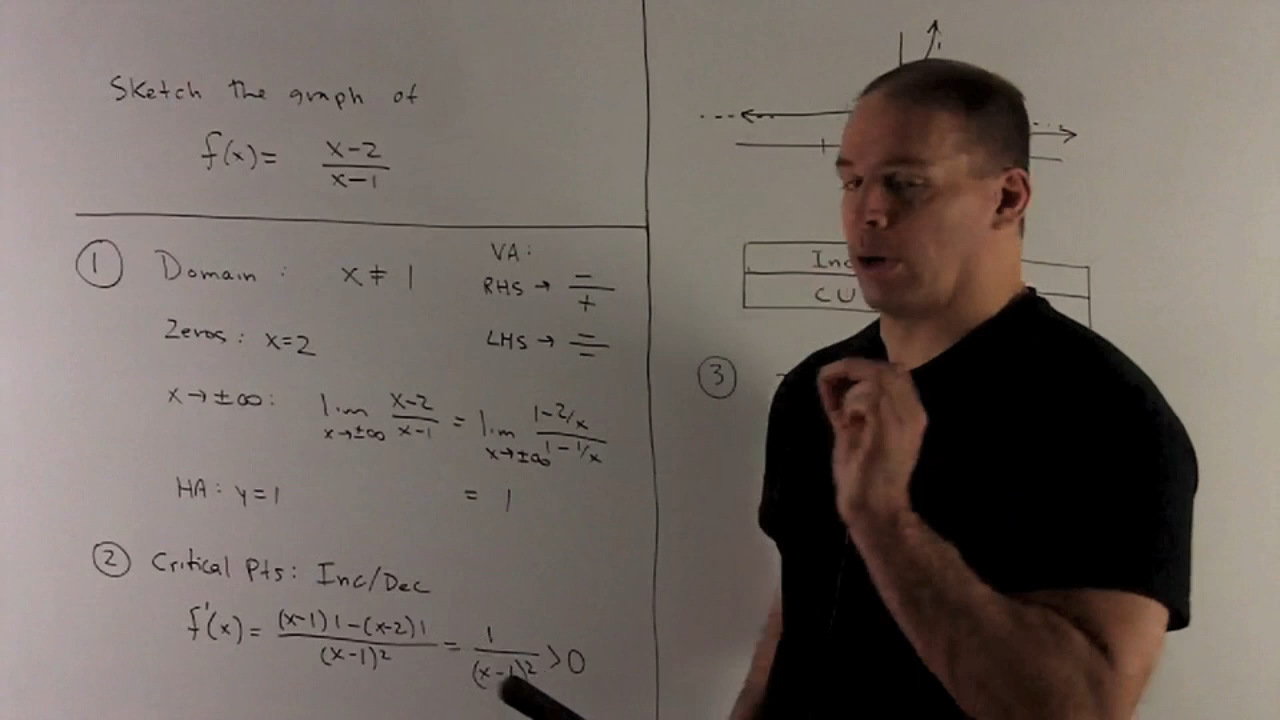 Sketch the graph of
f(x)= (x-2)/(x-1)
① Domain: x ≠ 1
VA:
RHS → −/+
LHS → −/−
Zeros: x=2
x→±∞: lim x→±∞ (x-2)/(x-1) = lim x→±∞ (1-2/x)/(1-1/x)
HA: y=1 = 1
② Critical Pts: Inc/Dec
f'(x)= ((x-1)1-(x-2)1)/(x-1)² = 1/(x-1)² >0
Inc
CU
③